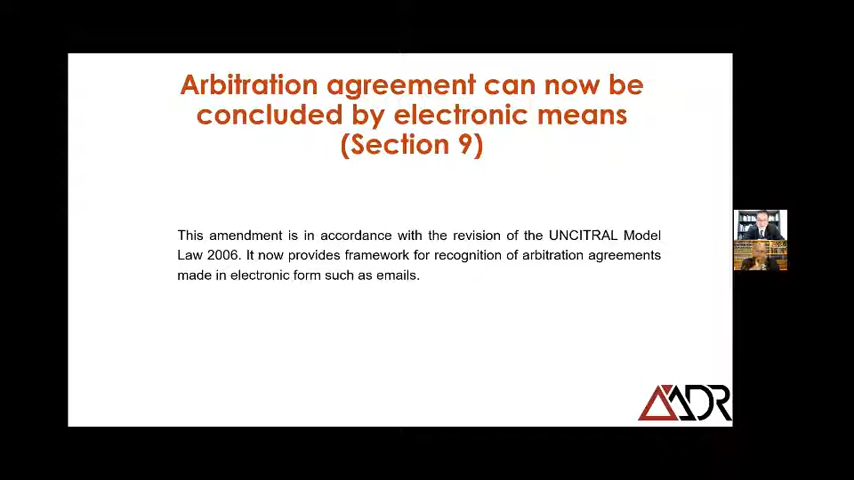 Arbitration agreement can now be
concluded by electronic means
(Section 9)
This amendment is in accordance with the revision of the UNCITRAL Model
Law 2006. It now provides framework for recognition of arbitration agreements
made in electronic form such as emails.
AADR